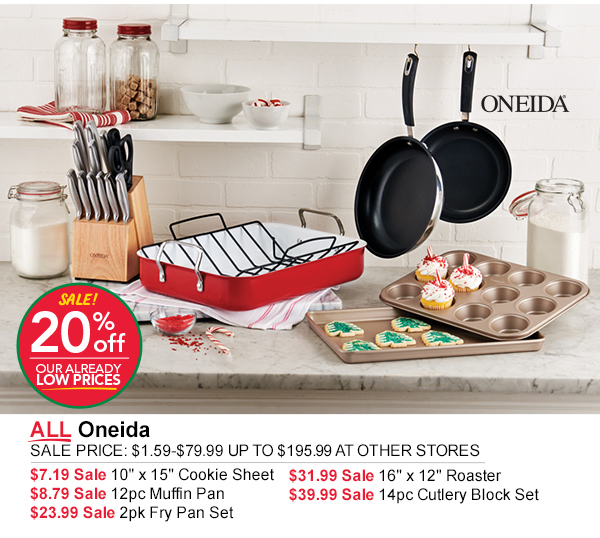 ONEIDA®
ONEIDA
SALE!
20% off
OUR ALREADY
LOW PRICES
ALL Oneida
SALE PRICE: $1.59-$79.99 UP TO $195.99 AT OTHER STORES
$7.19 Sale 10" x 15" Cookie Sheet
$8.79 Sale 12pc Muffin Pan
$23.99 Sale 2pk Fry Pan Set
$31.99 Sale 16" x 12" Roaster
$39.99 Sale 14pc Cutlery Block Set